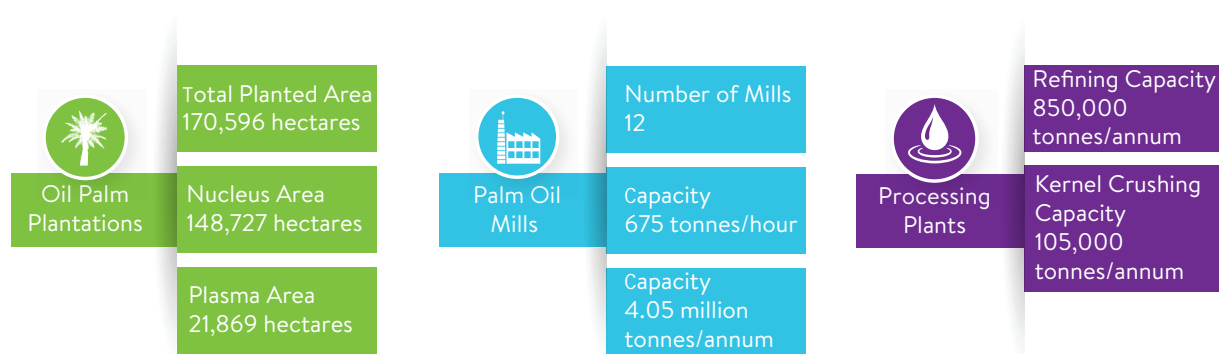 Oil Palm
Plantations
Total Planted Area
170,596 hectares
Nucleus Area
148,727 hectares
Plasma Area
21,869 hectares
Palm Oil
Mills
Number of Mills
12
Capacity
675 tonnes/hour
Capacity
4.05 million
tonnes/annum
Processing
Plants
Refining Capacity
850,000
tonnes/annum
Kernel Crushing
Capacity
105,000
tonnes/annum